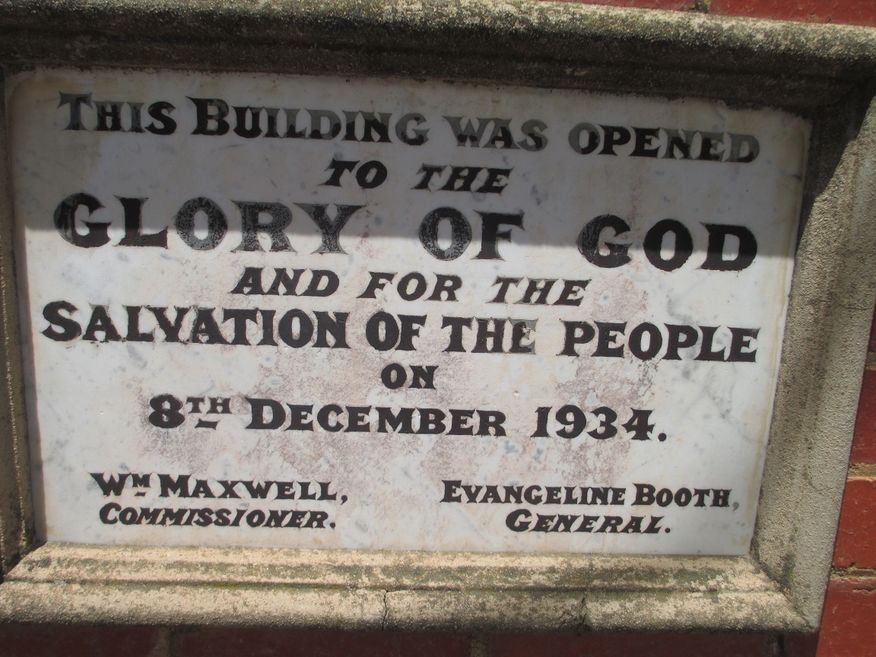 THIS BUILDING WAS OPENED
TO THE
GLORY OF GOD
AND FOR THE
SALVATION OF THE PEOPLE
ON
8TH DECEMBER 1934.
WM MAXWELL,
COMMISSIONER.
EVANGELINE BOOTH,
GENERAL.